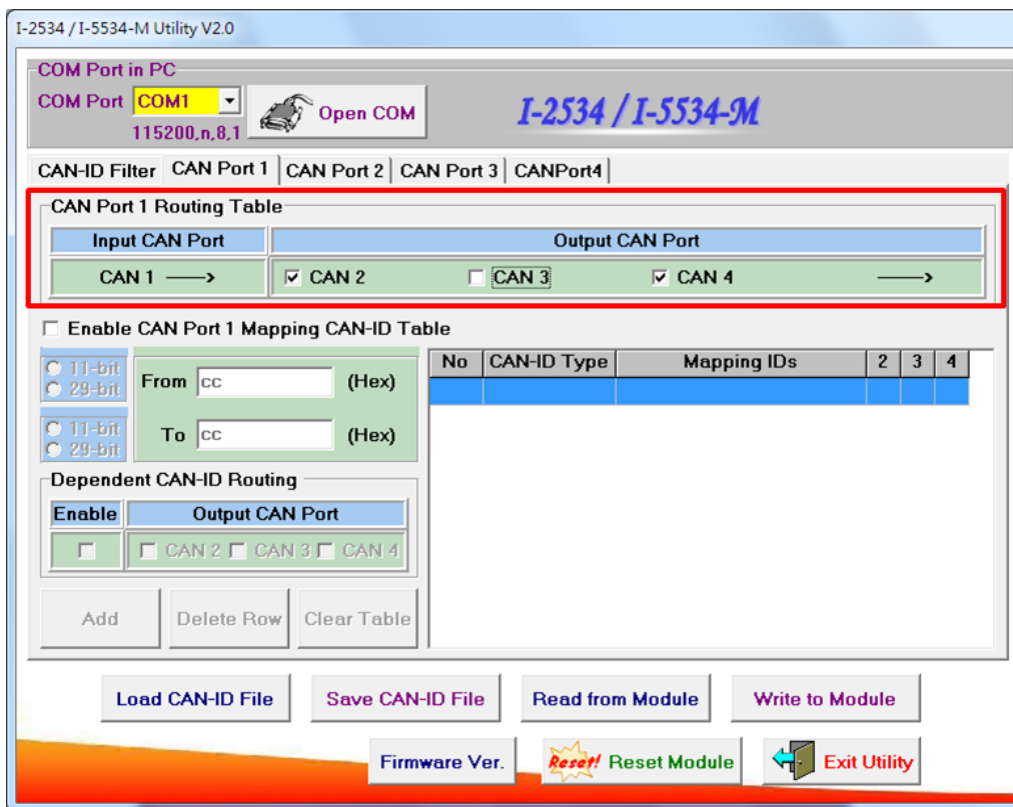 I-2534 / I-5534-M Utility V2.0
COM Port in PC
COM Port COM1
115200,n,8,1
Open COM
I-2534 / I-5534-M
CAN-ID Filter CAN Port 1 CAN Port 2 CAN Port 3 CANPort4
CAN Port 1 Routing Table
Input CAN Port Output CAN Port
CAN 1 ——> CAN 2 CAN 3 CAN 4 ——>
Enable CAN Port 1 Mapping CAN-ID Table
11-bit
29-bit
From cc (Hex)
11-bit
29-bit
To cc (Hex)
No CAN-ID Type Mapping IDs 2 3 4
Dependent CAN-ID Routing
Enable Output CAN Port
CAN 2 CAN 3 CAN 4
Add Delete Row Clear Table
Load CAN-ID File Save CAN-ID File Read from Module Write to Module
Firmware Ver. Reset! Reset Module Exit Utility